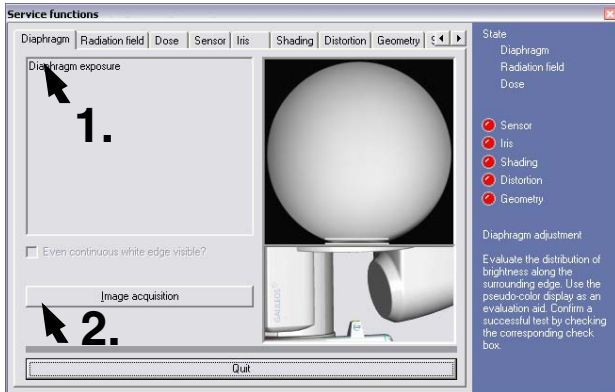 Service functions
Diaphragm Radiation field Dose Sensor Iris Shading Distortion Geometry
Diaphragm exposure
1.
Even continuous white edge visible?
Image acquisition
2.
GALILEOS
Quit
State
Diaphragm
Radiation field
Dose
Sensor
Iris
Shading
Distortion
Geometry
Diaphragm adjustment
Evaluate the distribution of
brightness along the
surrounding edge. Use the
pseudo-color display as an
evaluation aid. Confirm a
successful test by checking
the corresponding check
box.